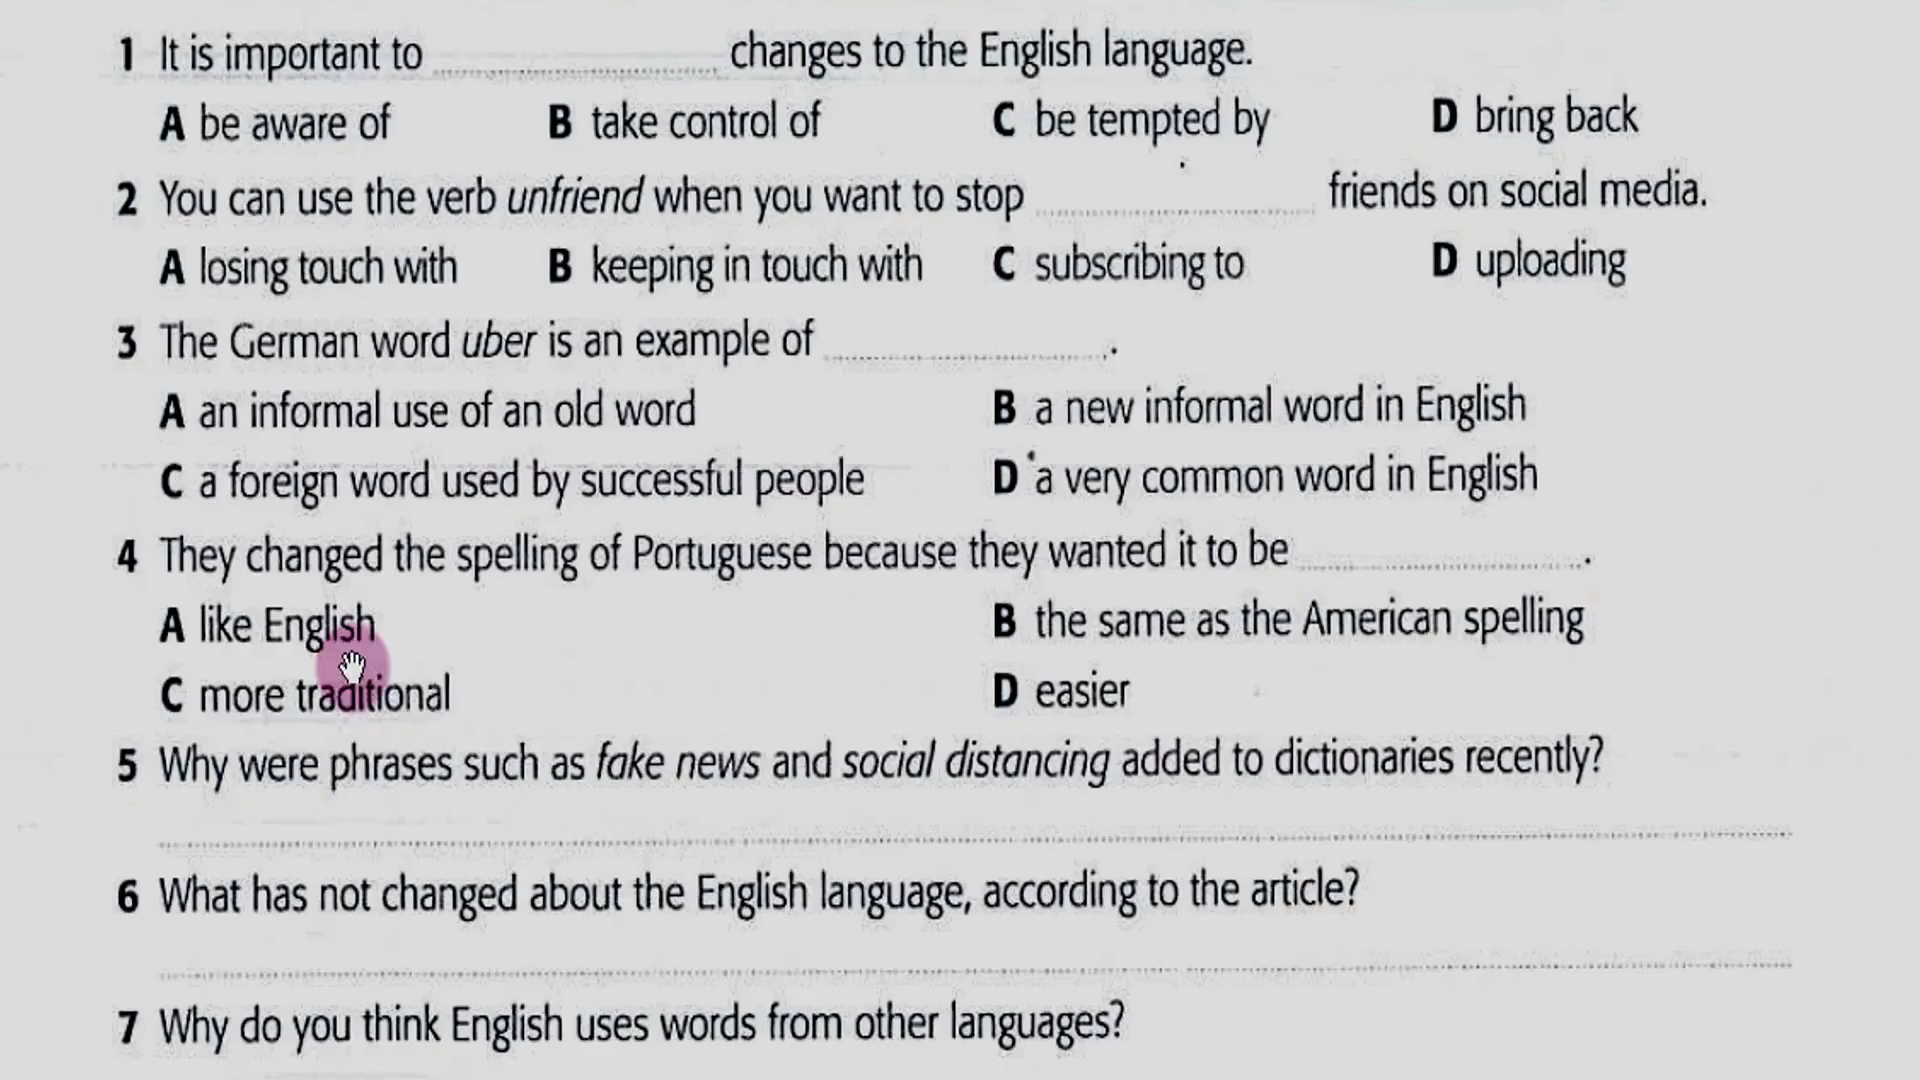 1 It is important to ........ changes to the English language.
A be aware of B take control of C be tempted by D bring back
2 You can use the verb unfriend when you want to stop ........ friends on social media.
A losing touch with B keeping in touch with C subscribing to D uploading
3 The German word uber is an example of ........ .
A an informal use of an old word B a new informal word in English
C a foreign word used by successful people D a very common word in English
4 They changed the spelling of Portuguese because they wanted it to be ........ .
A like English B the same as the American spelling
C more traditional D easier
5 Why were phrases such as fake news and social distancing added to dictionaries recently?
6 What has not changed about the English language, according to the article?
7 Why do you think English uses words from other languages?